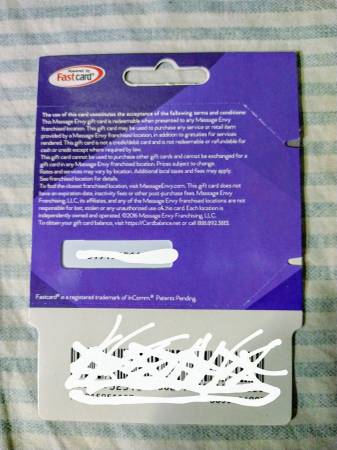 POWERED BY
Fastcard®
The use of this card constitutes the acceptance of the following terms and conditions:
This Massage Envy gift card is redeemable when presented to any Massage Envy
franchised location. This gift card may be used to purchase any service or retail item
provided by a Massage Envy franchised location, in addition to gratuities for services
rendered. This gift card is not a credit/debit card and is not redeemable or refundable for
cash or credit except where required by law.
This gift card cannot be used to purchase other gift cards and cannot be exchanged for a
gift card in any Massage Envy Franchised location. Prices subject to change.
Rates and services may vary by location. Additional local taxes and fees may apply.
See franchised location for details.
To find the closest franchised location, visit MassageEnvy.com. This gift card does not
have an expiration date, inactivity fees or other post-purchase fees. Massage Envy
Franchising, LLC, its affiliates, and any of the Massage Envy franchised locations are not
responsible for lost, stolen or any unauthorised use of the card. Each location is
independently owned and operated. ©2016 Massage Envy Franchising, LLC.
To obtain your gift card balance, visit https://Cardbalance.net or call
Fastcard® is a registered trademark of InComm.® Patents Pending.